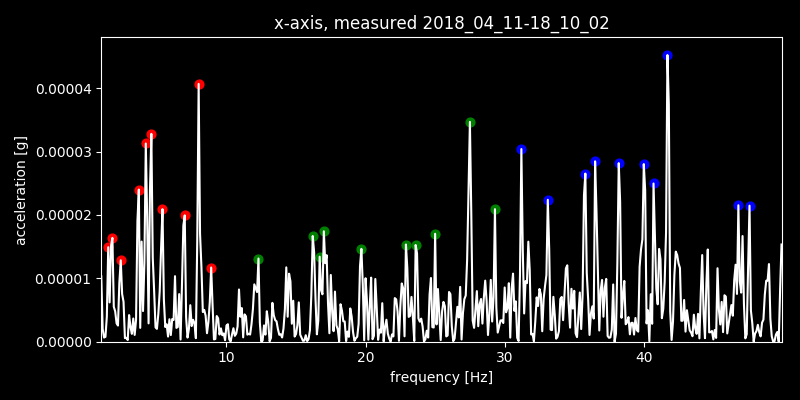 x-axis, measured 2018_04_11-18_10_02
0.00004
0.00003
0.00002
0.00001
0.00000
acceleration [g]
10 20 30 40
frequency [Hz]